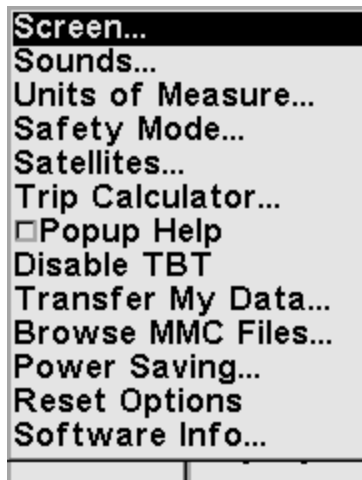 Screen...
Sounds...
Units of Measure...
Safety Mode...
Satellites...
Trip Calculator...
Popup Help
Disable TBT
Transfer My Data...
Browse MMC Files...
Power Saving...
Reset Options
Software Info...